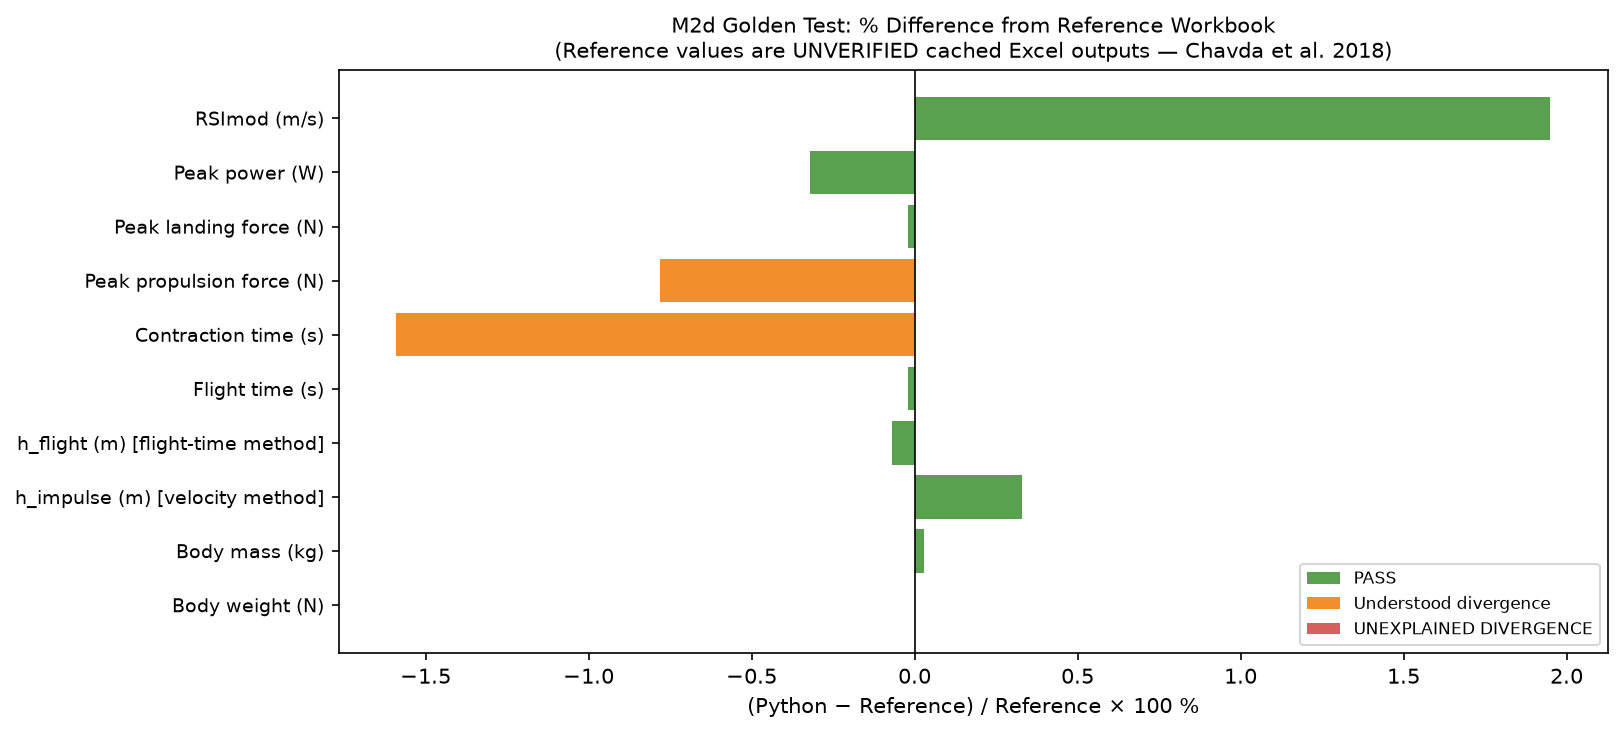 M2d Golden Test: % Difference from Reference Workbook
(Reference values are UNVERIFIED cached Excel outputs — Chavda et al. 2018)
RSImod (m/s)
Peak power (W)
Peak landing force (N)
Peak propulsion force (N)
Contraction time (s)
Flight time (s)
h_flight (m) [flight-time method]
h_impulse (m) [velocity method]
Body mass (kg)
Body weight (N)
PASS
Understood divergence
UNEXPLAINED DIVERGENCE
−1.5 −1.0 −0.5 0.0 0.5 1.0 1.5 2.0
(Python − Reference) / Reference × 100 %